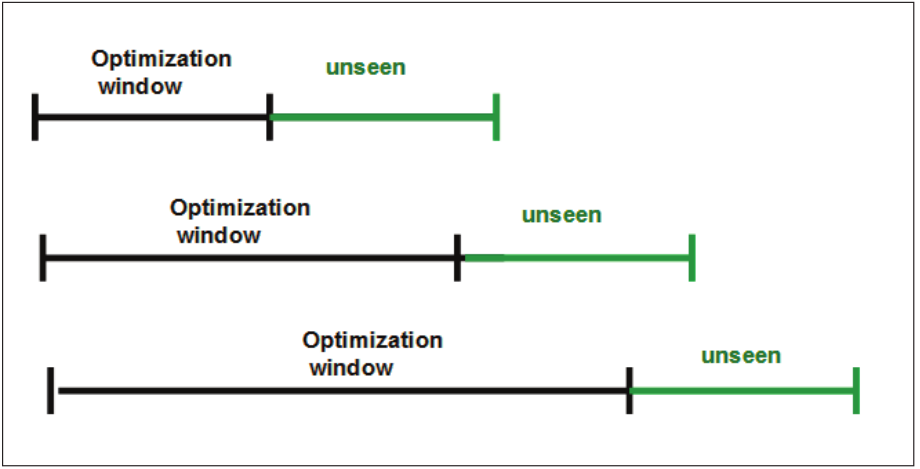 Optimization
window
unseen
Optimization
window
unseen
Optimization
window
unseen